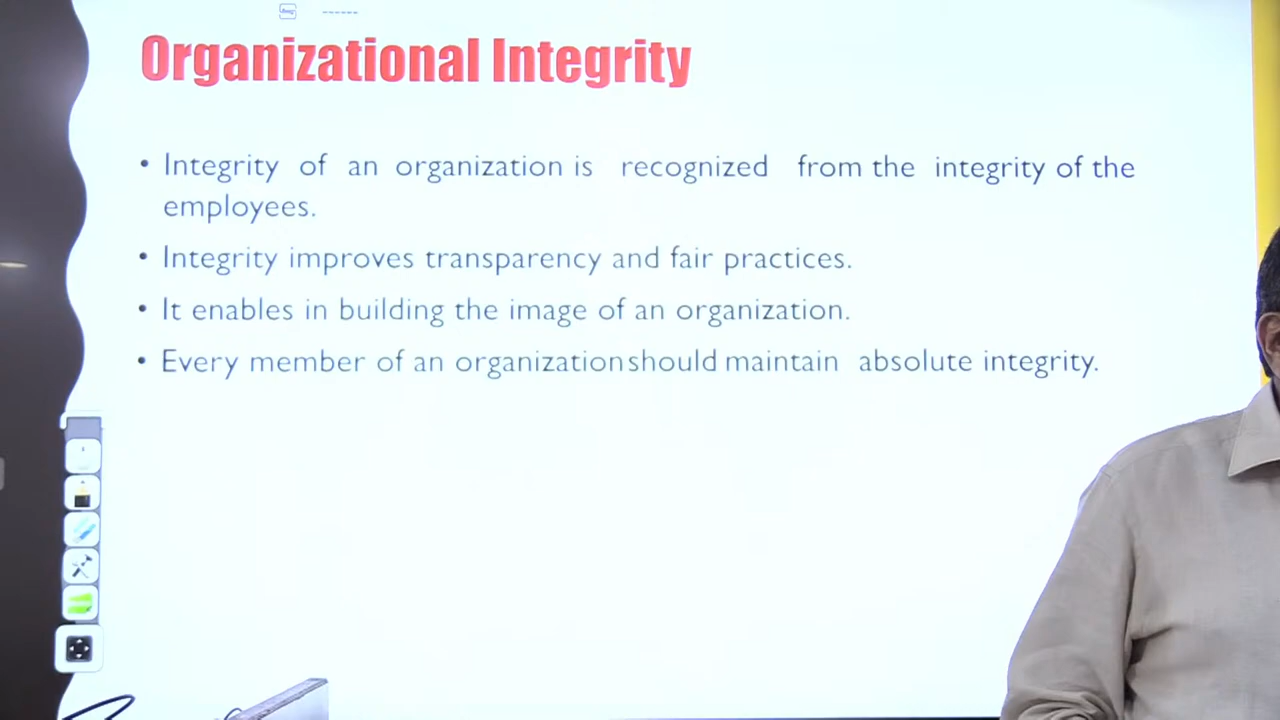 Organizational Integrity
• Integrity of an organization is recognized from the integrity of the
employees.
• Integrity improves transparency and fair practices.
• It enables in building the image of an organization.
• Every member of an organization should maintain absolute integrity.